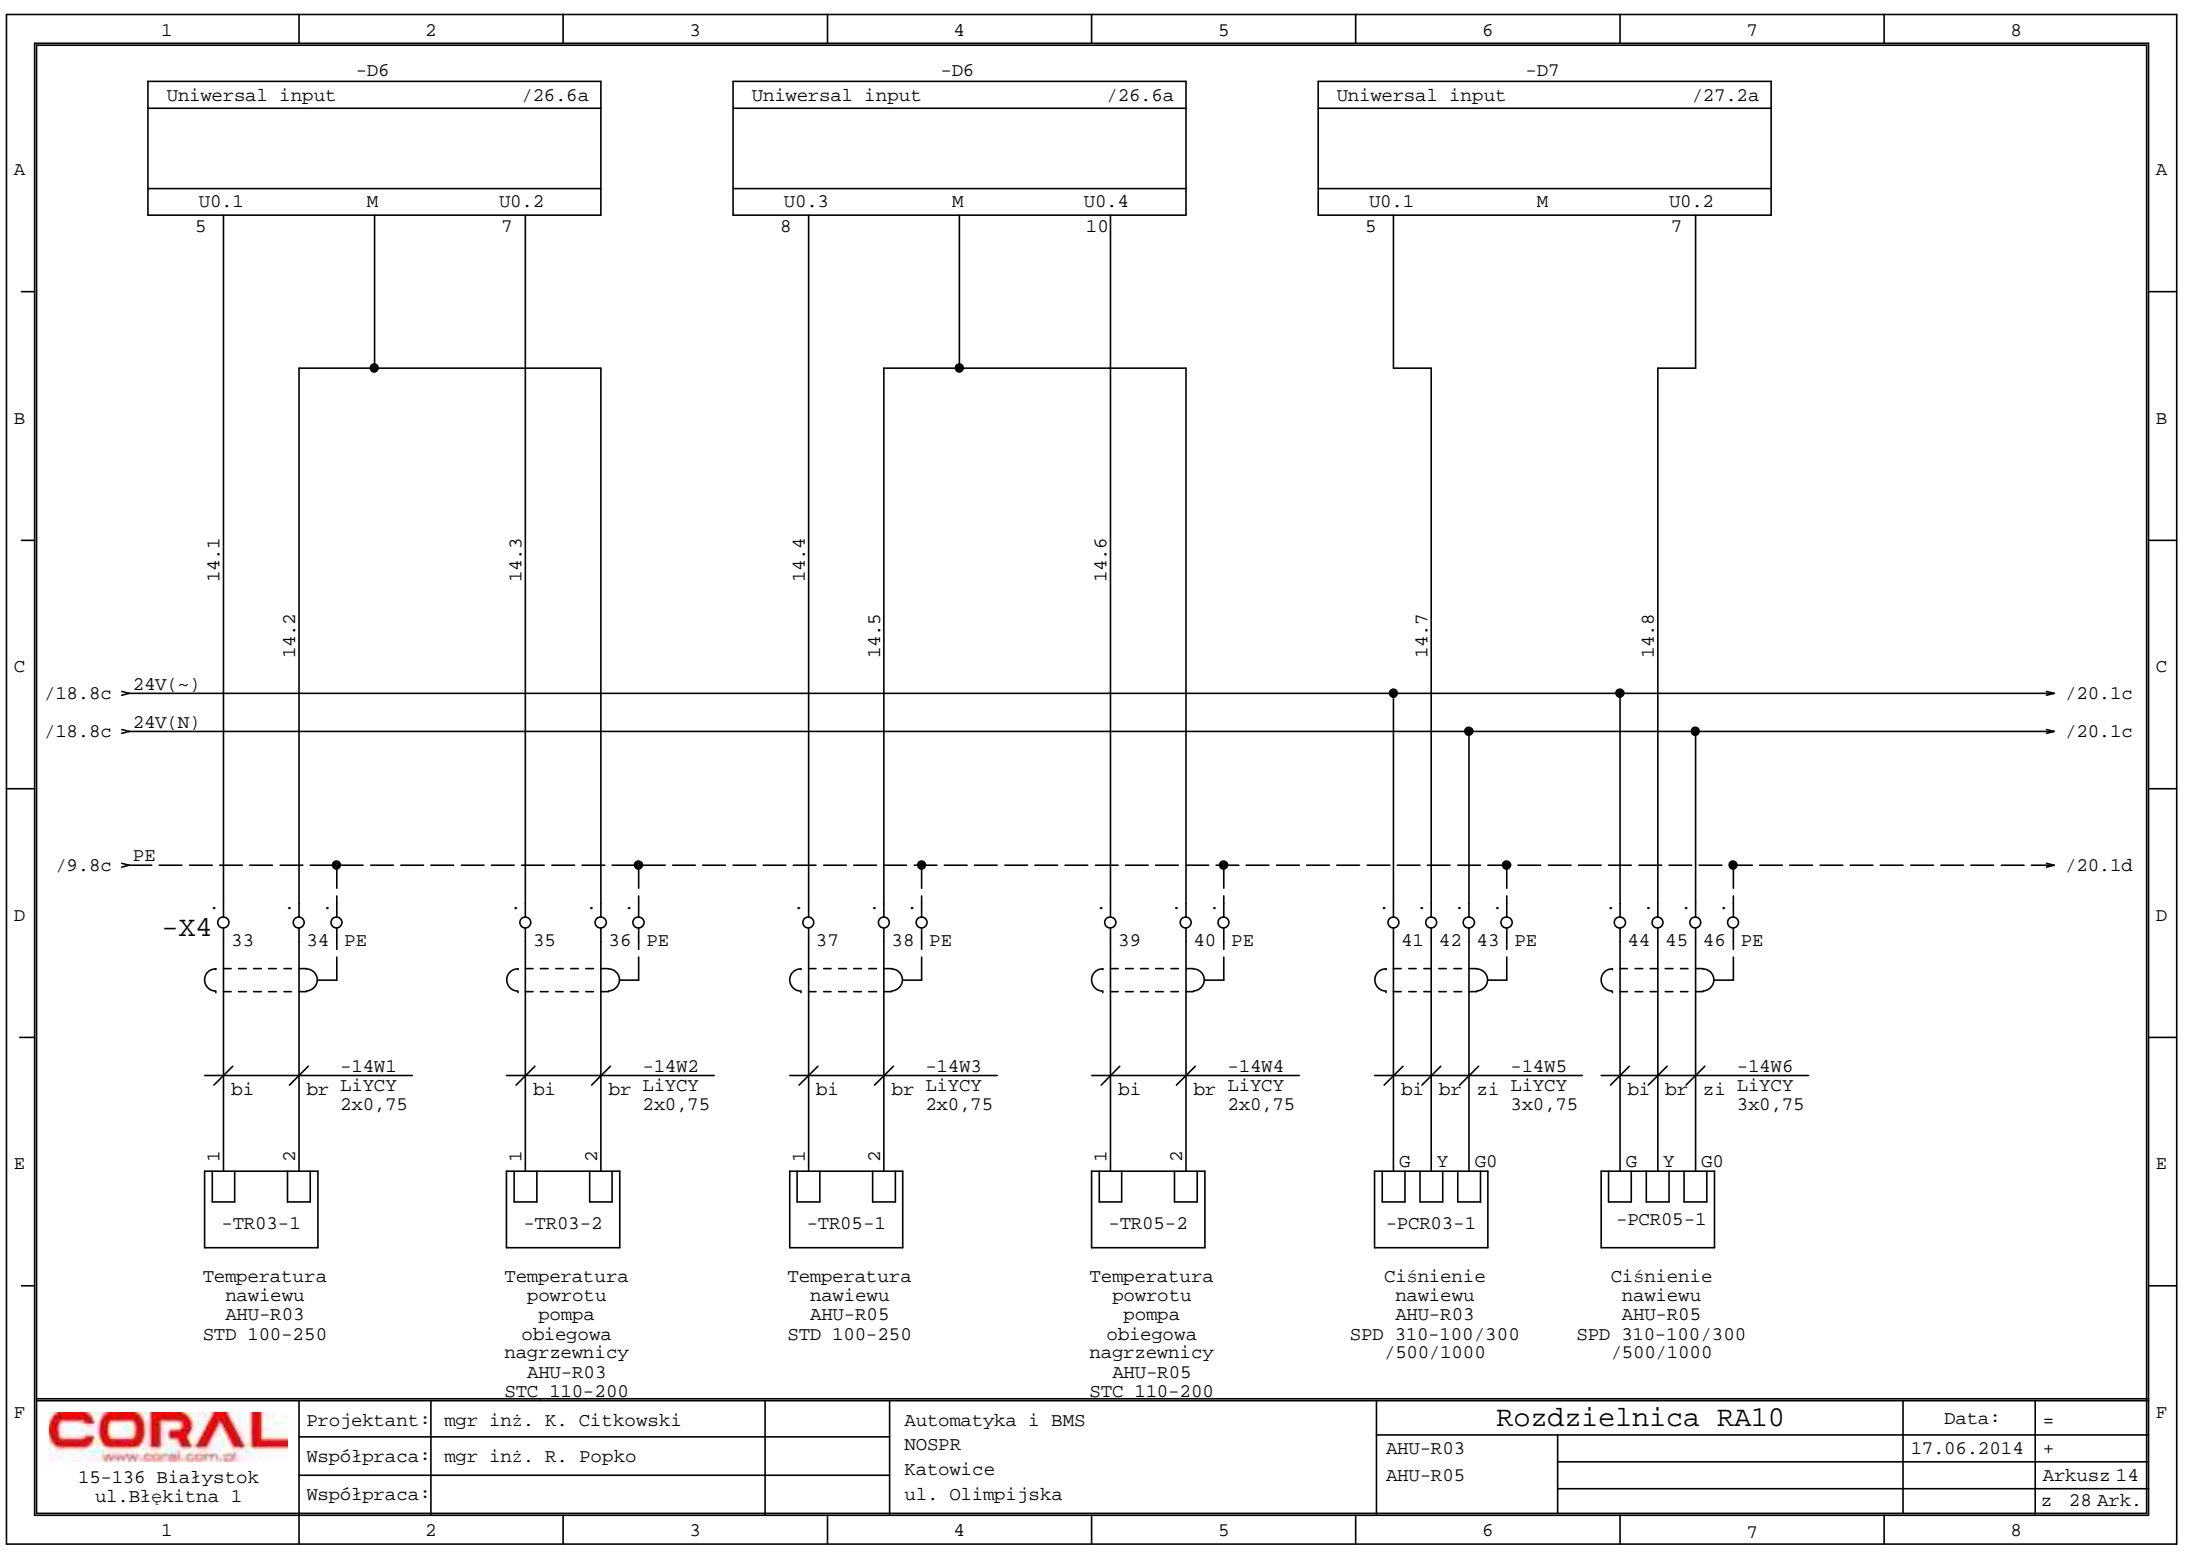 1 2 3 4 5 6 7 8
-D6 -D6 -D7
Uniwersal input /26.6a
Uniwersal input /26.6a
Uniwersal input /27.2a
A A
U0.1 M U0.2
U0.3 M U0.4
U0.1 M U0.2
5 7 8 10 5 7
B B
14.1 14.3 14.4 14.6
14.2 14.5 14.7 14.8
C C
/18.8c 24V(~) /20.1c
/18.8c 24V(N) /20.1c
/9.8c PE /20.1d
D D
-X4
33 34 PE 35 36 PE 37 38 PE 39 40 PE 41 42 43 PE 44 45 46 PE
-14W1 -14W2 -14W3 -14W4 -14W5 -14W6
bi br LiYCY bi br LiYCY bi br LiYCY bi br LiYCY bi br zi LiYCY bi br zi LiYCY
2x0,75 2x0,75 2x0,75 2x0,75 3x0,75 3x0,75
E E
1 2 1 2 1 2 1 2 G Y G0 G Y G0
-TR03-1 -TR03-2 -TR05-1 -TR05-2 -PCR03-1 -PCR05-1
Temperatura
nawiewu
AHU-R03
STD 100-250
Temperatura
powrotu
pompa
obiegowa
nagrzewnicy
AHU-R03
STC 110-200
Temperatura
nawiewu
AHU-R05
STD 100-250
Temperatura
powrotu
pompa
obiegowa
nagrzewnicy
AHU-R05
STC 110-200
Ciśnienie
nawiewu
AHU-R03
SPD 310-100/300
/500/1000
Ciśnienie
nawiewu
AHU-R05
SPD 310-100/300
/500/1000
F F
CORAL
www.coral.com.pl
15-136 Białystok
ul.Błękitna 1
Projektant: mgr inż. K. Citkowski
Współpraca: mgr inż. R. Popko
Współpraca:
Automatyka i BMS
NOSPR
Katowice
ul. Olimpijska
Rozdzielnica RA10
AHU-R03
AHU-R05
Data:
17.06.2014
=
+
Arkusz 14
z 28 Ark.
1 2 3 4 5 6 7 8